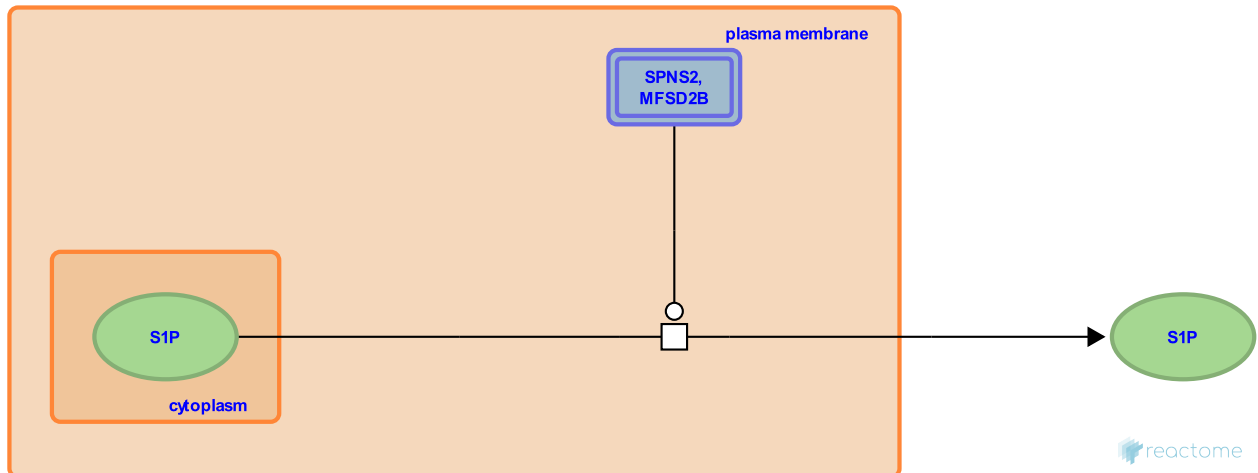 plasma membrane
SPNS2,
MFSD2B
S1P
S1P
cytoplasm
reactome